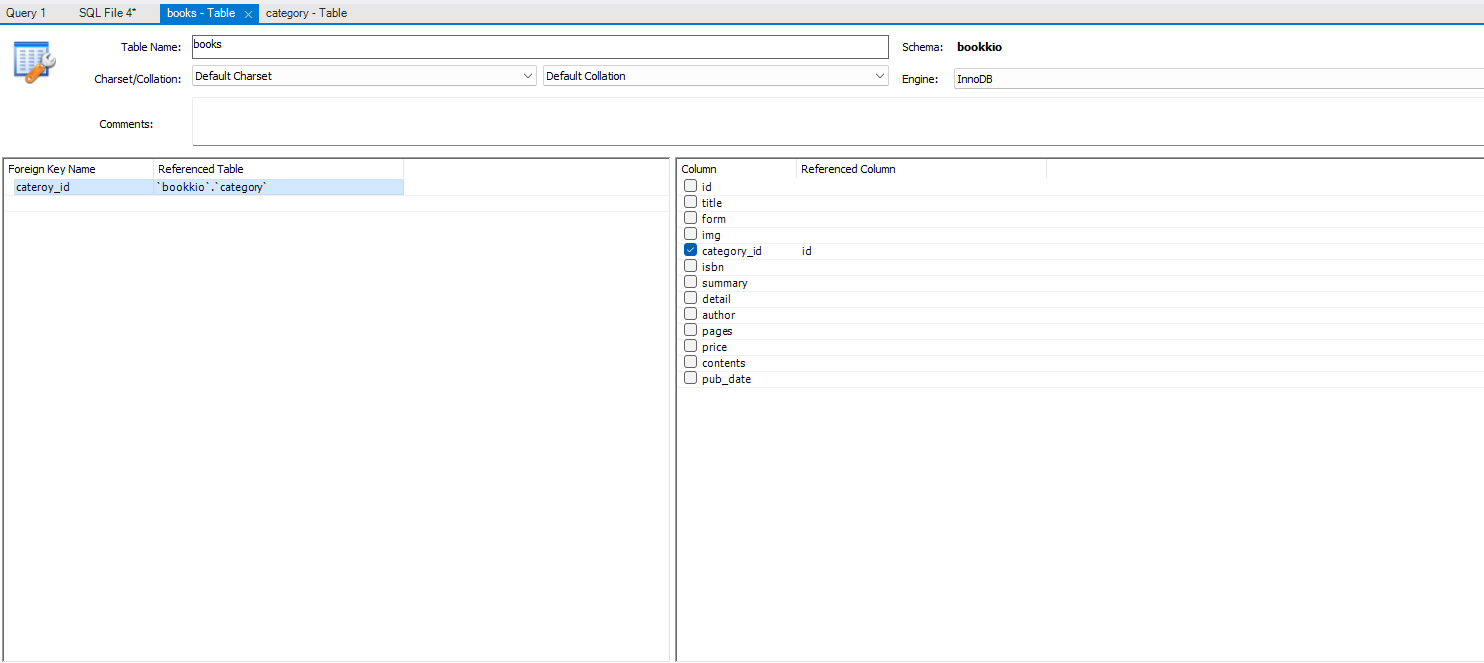 Query 1 SQL File 4* books - Table category - Table
Table Name: books Schema: bookkio
Charset/Collation: Default Charset Default Collation Engine: InnoDB
Comments:
Foreign Key Name Referenced Table
cateroy_id `bookkio`.`category`
Column Referenced Column
id
title
form
img
category_id id
isbn
summary
detail
author
pages
price
contents
pub_date